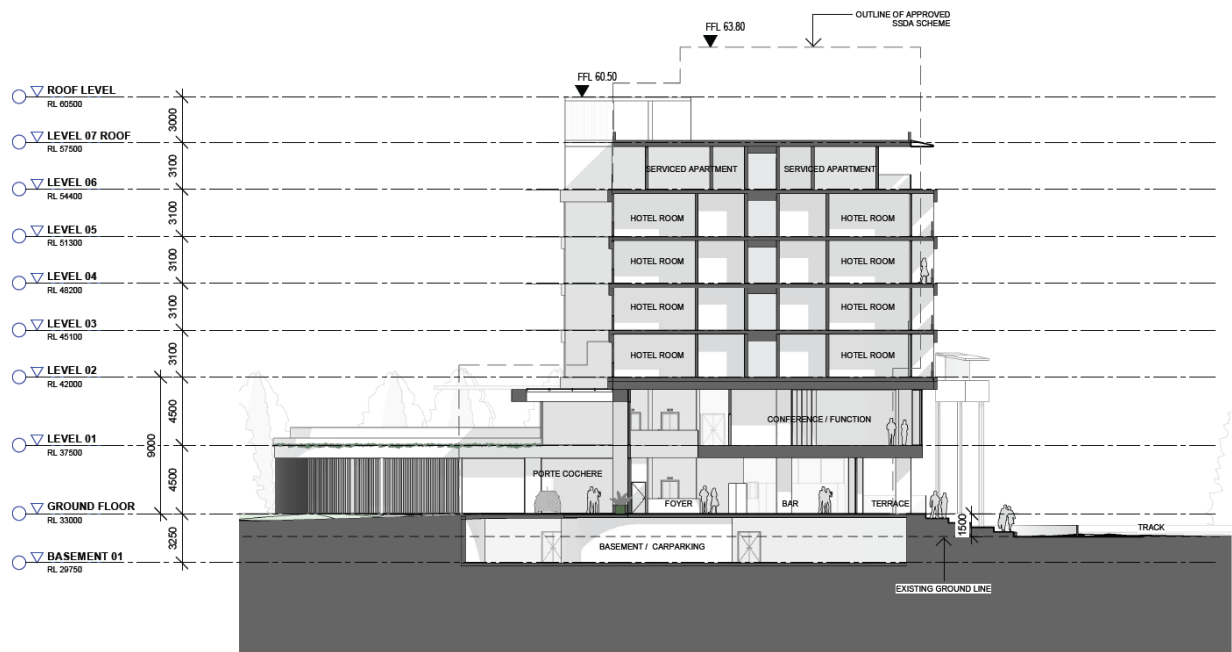 OUTLINE OF APPROVED
SSDA SCHEME
FFL 63.80
FFL 60.50
ROOF LEVEL
RL 60500
3000
LEVEL 07 ROOF
RL 57500
3100
SERVICED APARTMENT
SERVICED APARTMENT
LEVEL 06
RL 54400
3100
HOTEL ROOM
HOTEL ROOM
LEVEL 05
RL 51300
3100
HOTEL ROOM
HOTEL ROOM
LEVEL 04
RL 48200
3100
HOTEL ROOM
HOTEL ROOM
LEVEL 03
RL 45100
3100
HOTEL ROOM
HOTEL ROOM
LEVEL 02
RL 42000
4500
CONFERENCE / FUNCTION
9000
LEVEL 01
RL 37500
4500
PORTE COCHERE
FOYER
BAR
TERRACE
GROUND FLOOR
RL 33000
1500
TRACK
3250
BASEMENT / CARPARKING
BASEMENT 01
RL 29750
EXISTING GROUND LINE